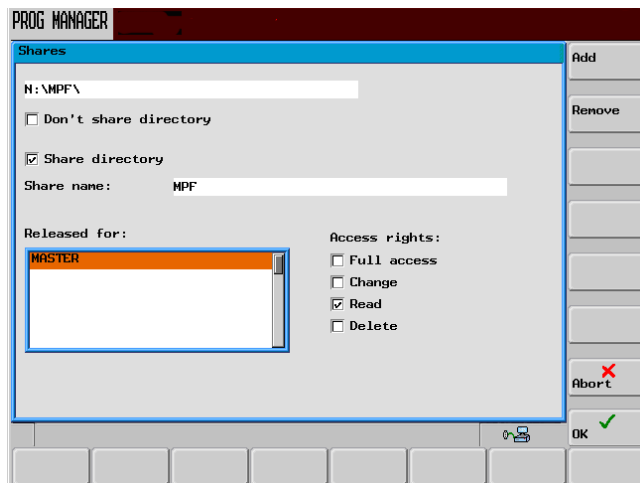 PROG MANAGER
Shares
N:\MPF\
Don't share directory
Share directory
Share name: MPF
Released for:
MASTER
Access rights:
Full access
Change
Read
Delete
Add
Remove
Abort
OK